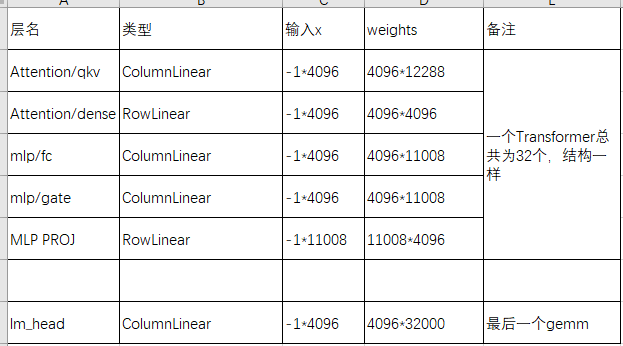 A B C D E
层名 类型 输入x weights 备注
Attention/qkv ColumnLinear -1*4096 4096*12288
Attention/dense RowLinear -1*4096 4096*4096
mlp/fc ColumnLinear -1*4096 4096*11008
mlp/gate ColumnLinear -1*4096 4096*11008
MLP PROJ RowLinear -1*11008 11008*4096
一个Transformer总
共为32个，结构一
样
lm_head ColumnLinear -1*4096 4096*32000 最后一个gemm